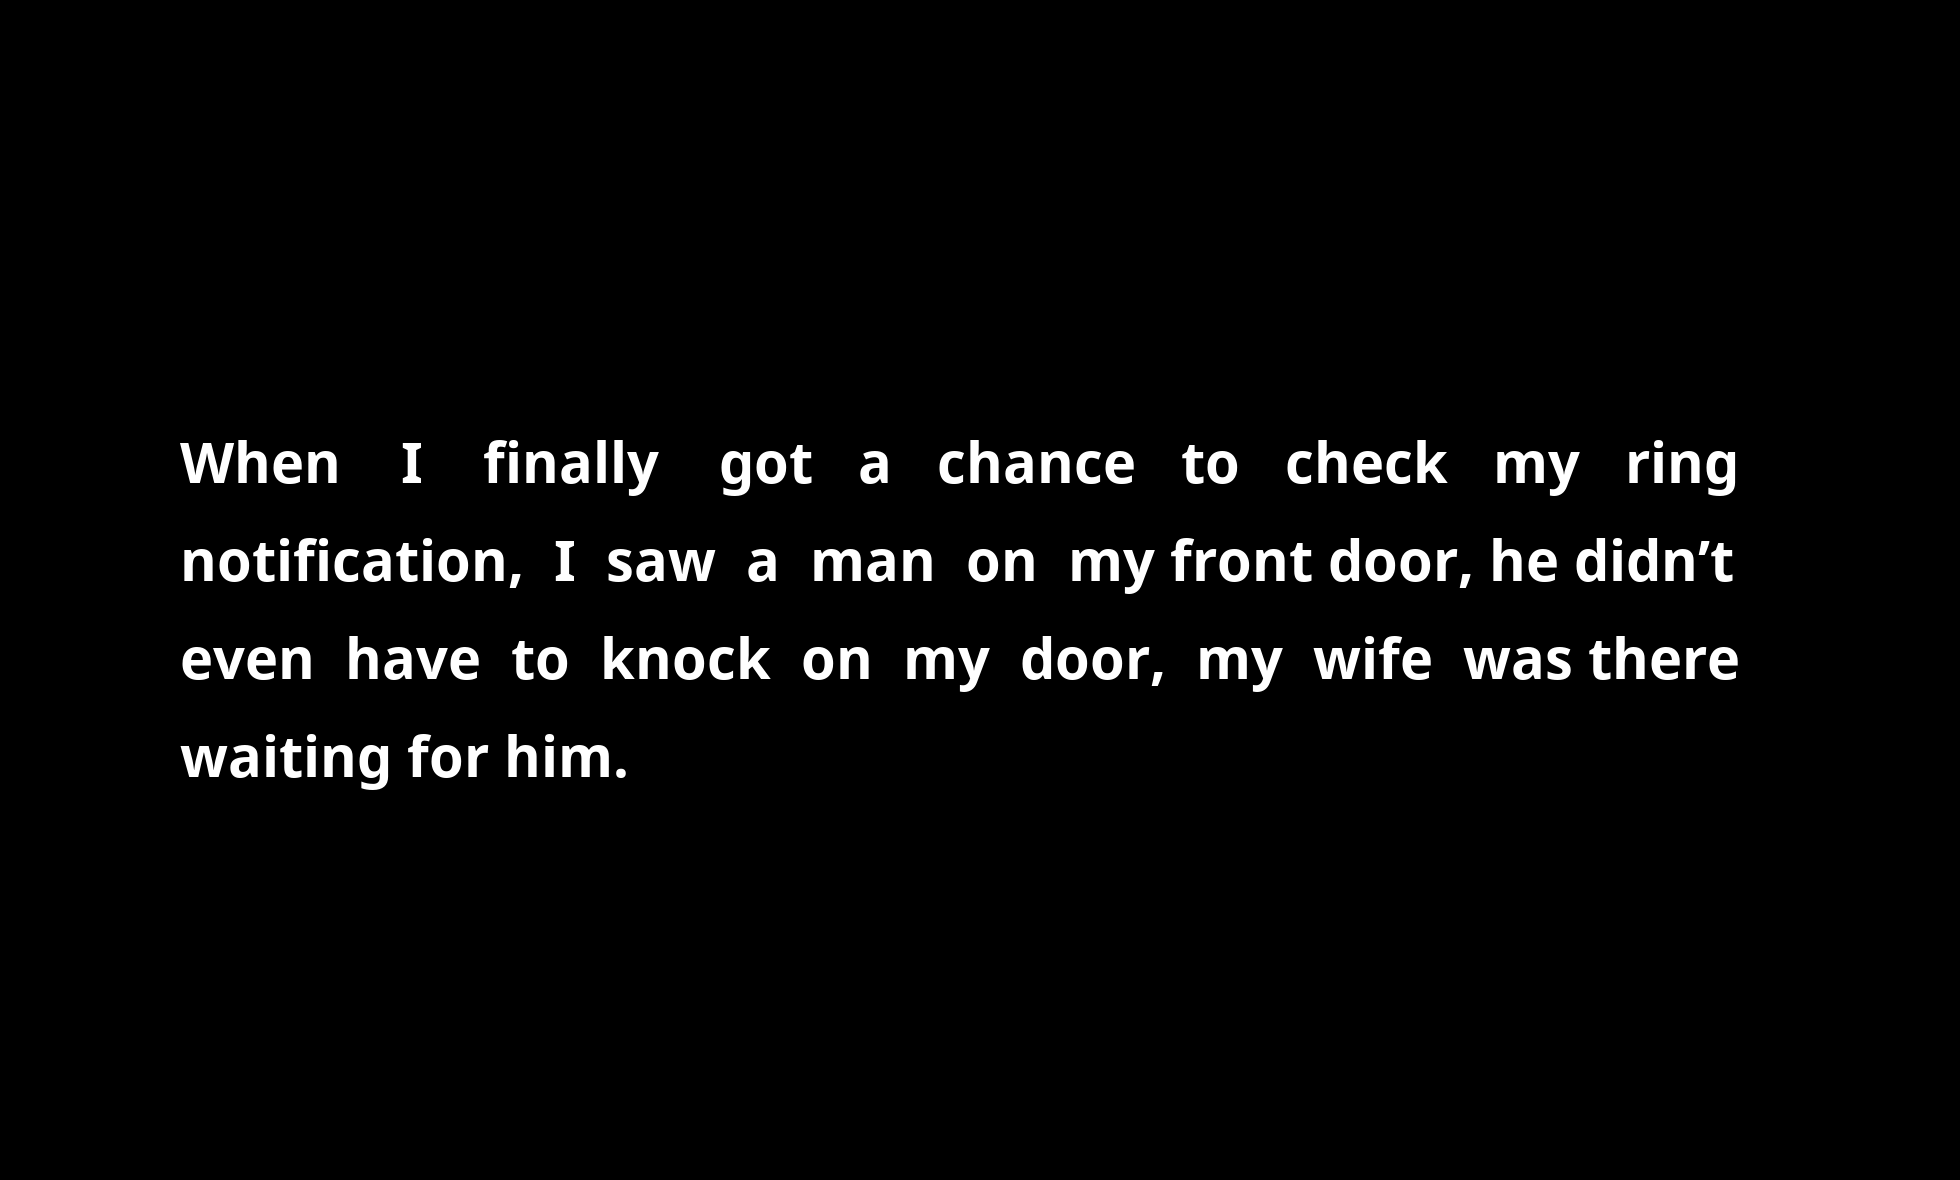 When I finally got a chance to check my ring
notification, I saw a man on my front door, he didn’t
even have to knock on my door, my wife was there
waiting for him.